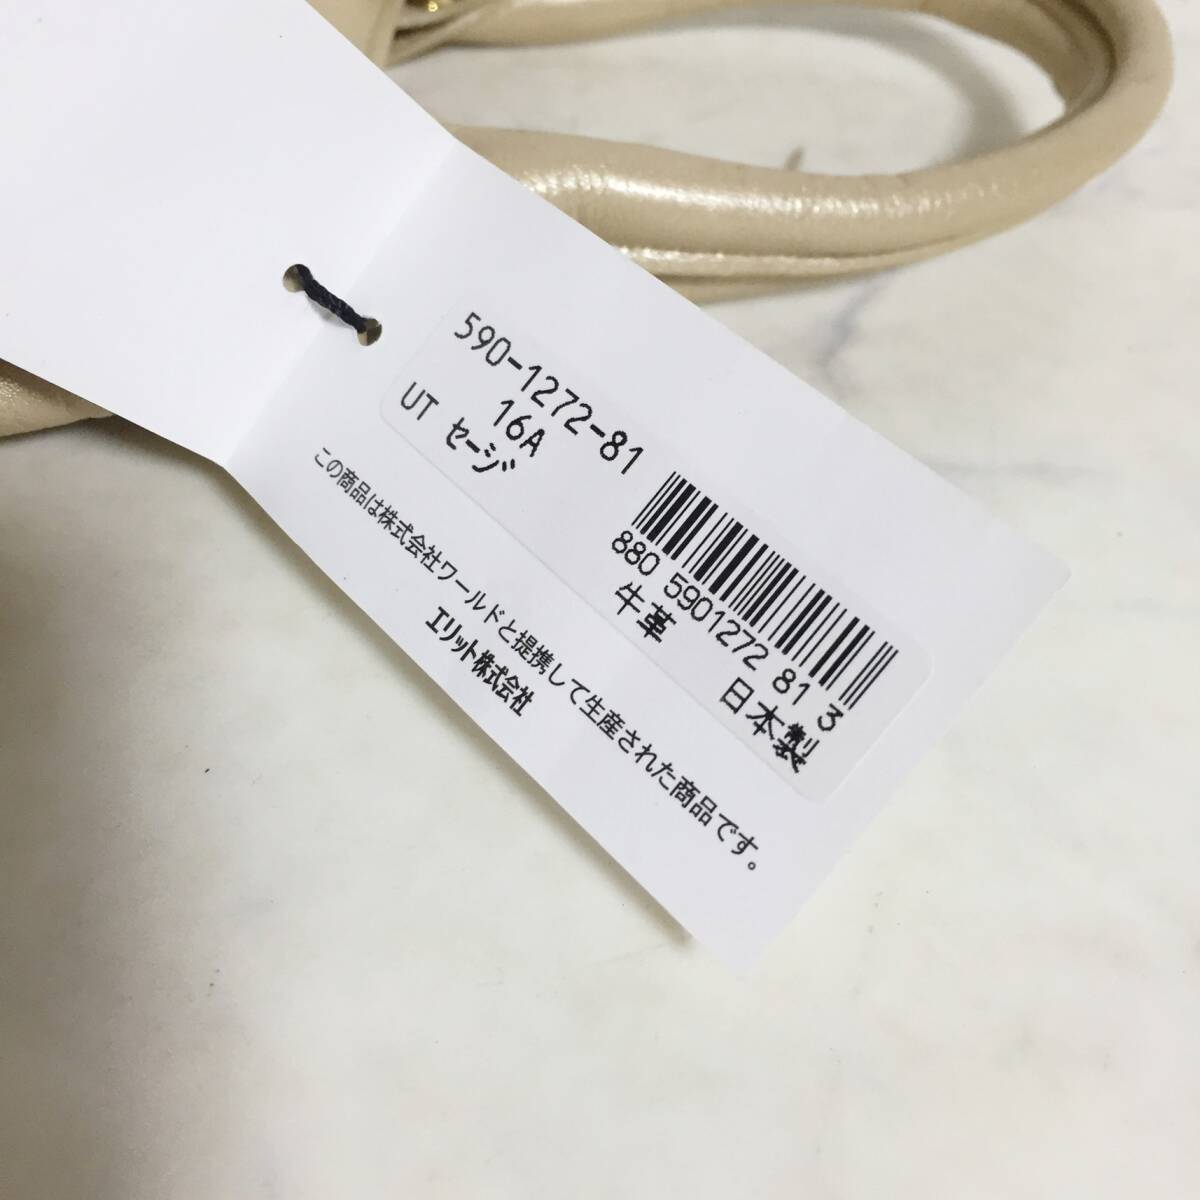 590-1272-81
16A
UT セージ
880 5901272 81 3
牛革
日本製
この商品は株式会社ワールドと提携して生産された商品です。
エリット株式会社